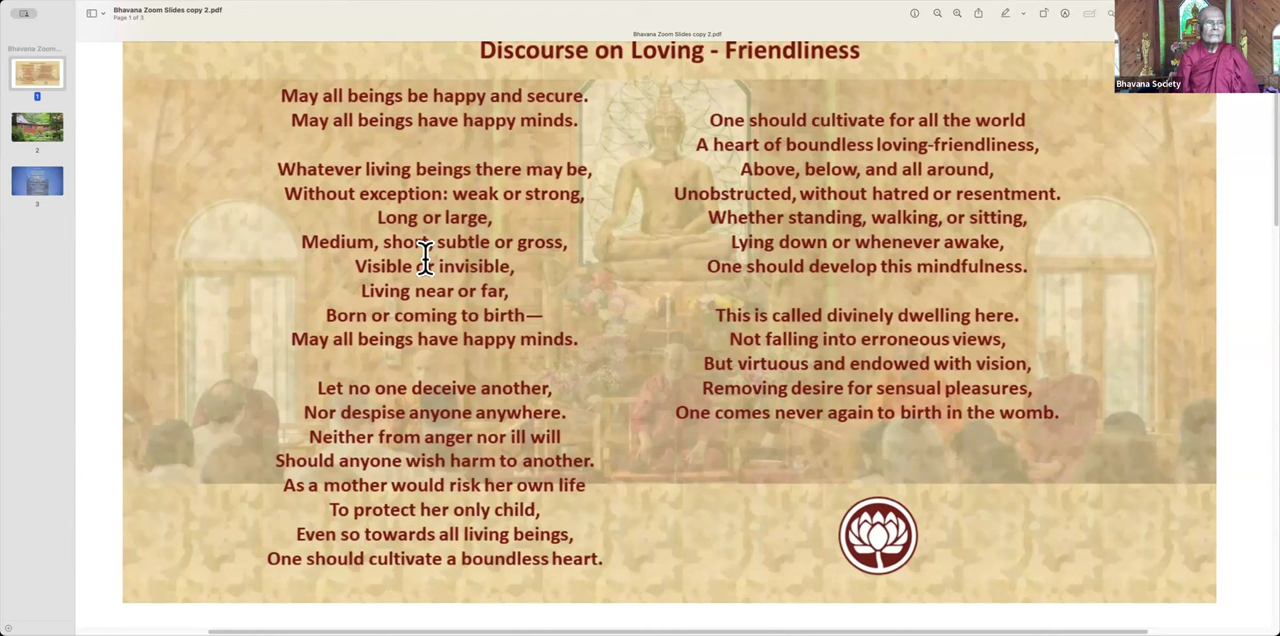 Bhavana Zoom Slides copy 2.pdf
Page 1 of 3
Bhavana Zoom Slides copy 2.pdf
Bhavana Society
Bhavana Zoom...
1
2
3
Discourse on Loving - Friendliness
May all beings be happy and secure.
May all beings have happy minds.
Whatever living beings there may be,
Without exception: weak or strong,
Long or large,
Medium, short, subtle or gross,
Visible or invisible,
Living near or far,
Born or coming to birth—
May all beings have happy minds.
Let no one deceive another,
Nor despise anyone anywhere.
Neither from anger nor ill will
Should anyone wish harm to another.
As a mother would risk her own life
To protect her only child,
Even so towards all living beings,
One should cultivate a boundless heart.
One should cultivate for all the world
A heart of boundless loving-friendliness,
Above, below, and all around,
Unobstructed, without hatred or resentment.
Whether standing, walking, or sitting,
Lying down or whenever awake,
One should develop this mindfulness.
This is called divinely dwelling here.
Not falling into erroneous views,
But virtuous and endowed with vision,
Removing desire for sensual pleasures,
One comes never again to birth in the womb.